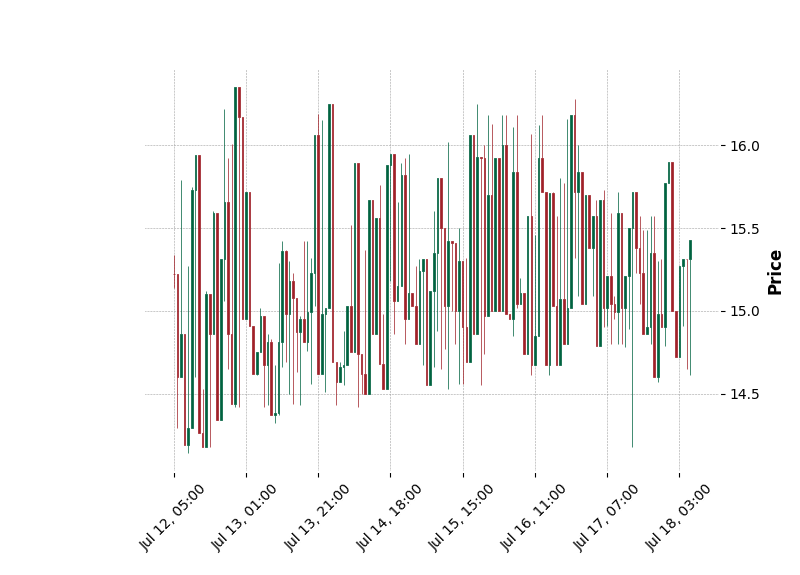 16.0
15.5
15.0
14.5
Price
Jul 12, 05:00
Jul 13, 01:00
Jul 13, 21:00
Jul 14, 18:00
Jul 15, 15:00
Jul 16, 11:00
Jul 17, 07:00
Jul 18, 03:00